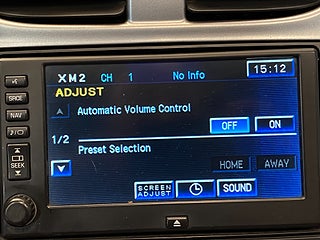 XM2 CH 1 No Info 15:12
ADJUST
Automatic Volume Control
OFF ON
1/2
Preset Selection
HOME AWAY
SCREEN ADJUST SOUND
SRCE
NAV
SEEK